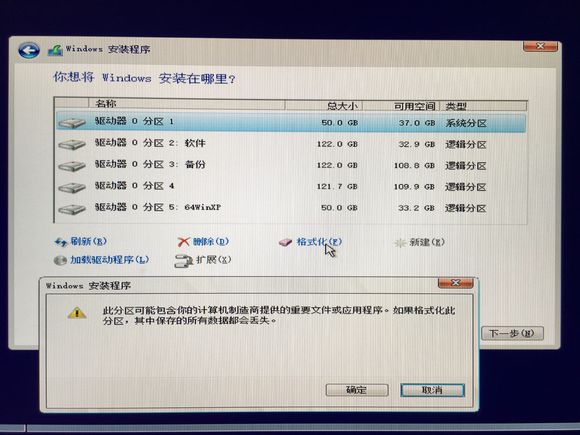 Windows 安装程序
你想将 Windows 安装在哪里?
名称 总大小 可用空间 类型
驱动器 0 分区 1 50.0 GB 37.0 GB 系统分区
驱动器 0 分区 2: 软件 122.0 GB 32.9 GB 逻辑分区
驱动器 0 分区 3: 备份 122.0 GB 108.8 GB 逻辑分区
驱动器 0 分区 4 121.7 GB 109.9 GB 逻辑分区
驱动器 0 分区 5: 64WinXP 50.0 GB 33.2 GB 逻辑分区
刷新(R) 删除(D) 格式化(F) 新建(E)
加载驱动程序(L) 扩展(X)
Windows 安装程序
此分区可能包含你的计算机制造商提供的重要文件或应用程序。如果格式化此
分区，其中保存的所有数据都会丢失。
下一步(N)
确定 取消